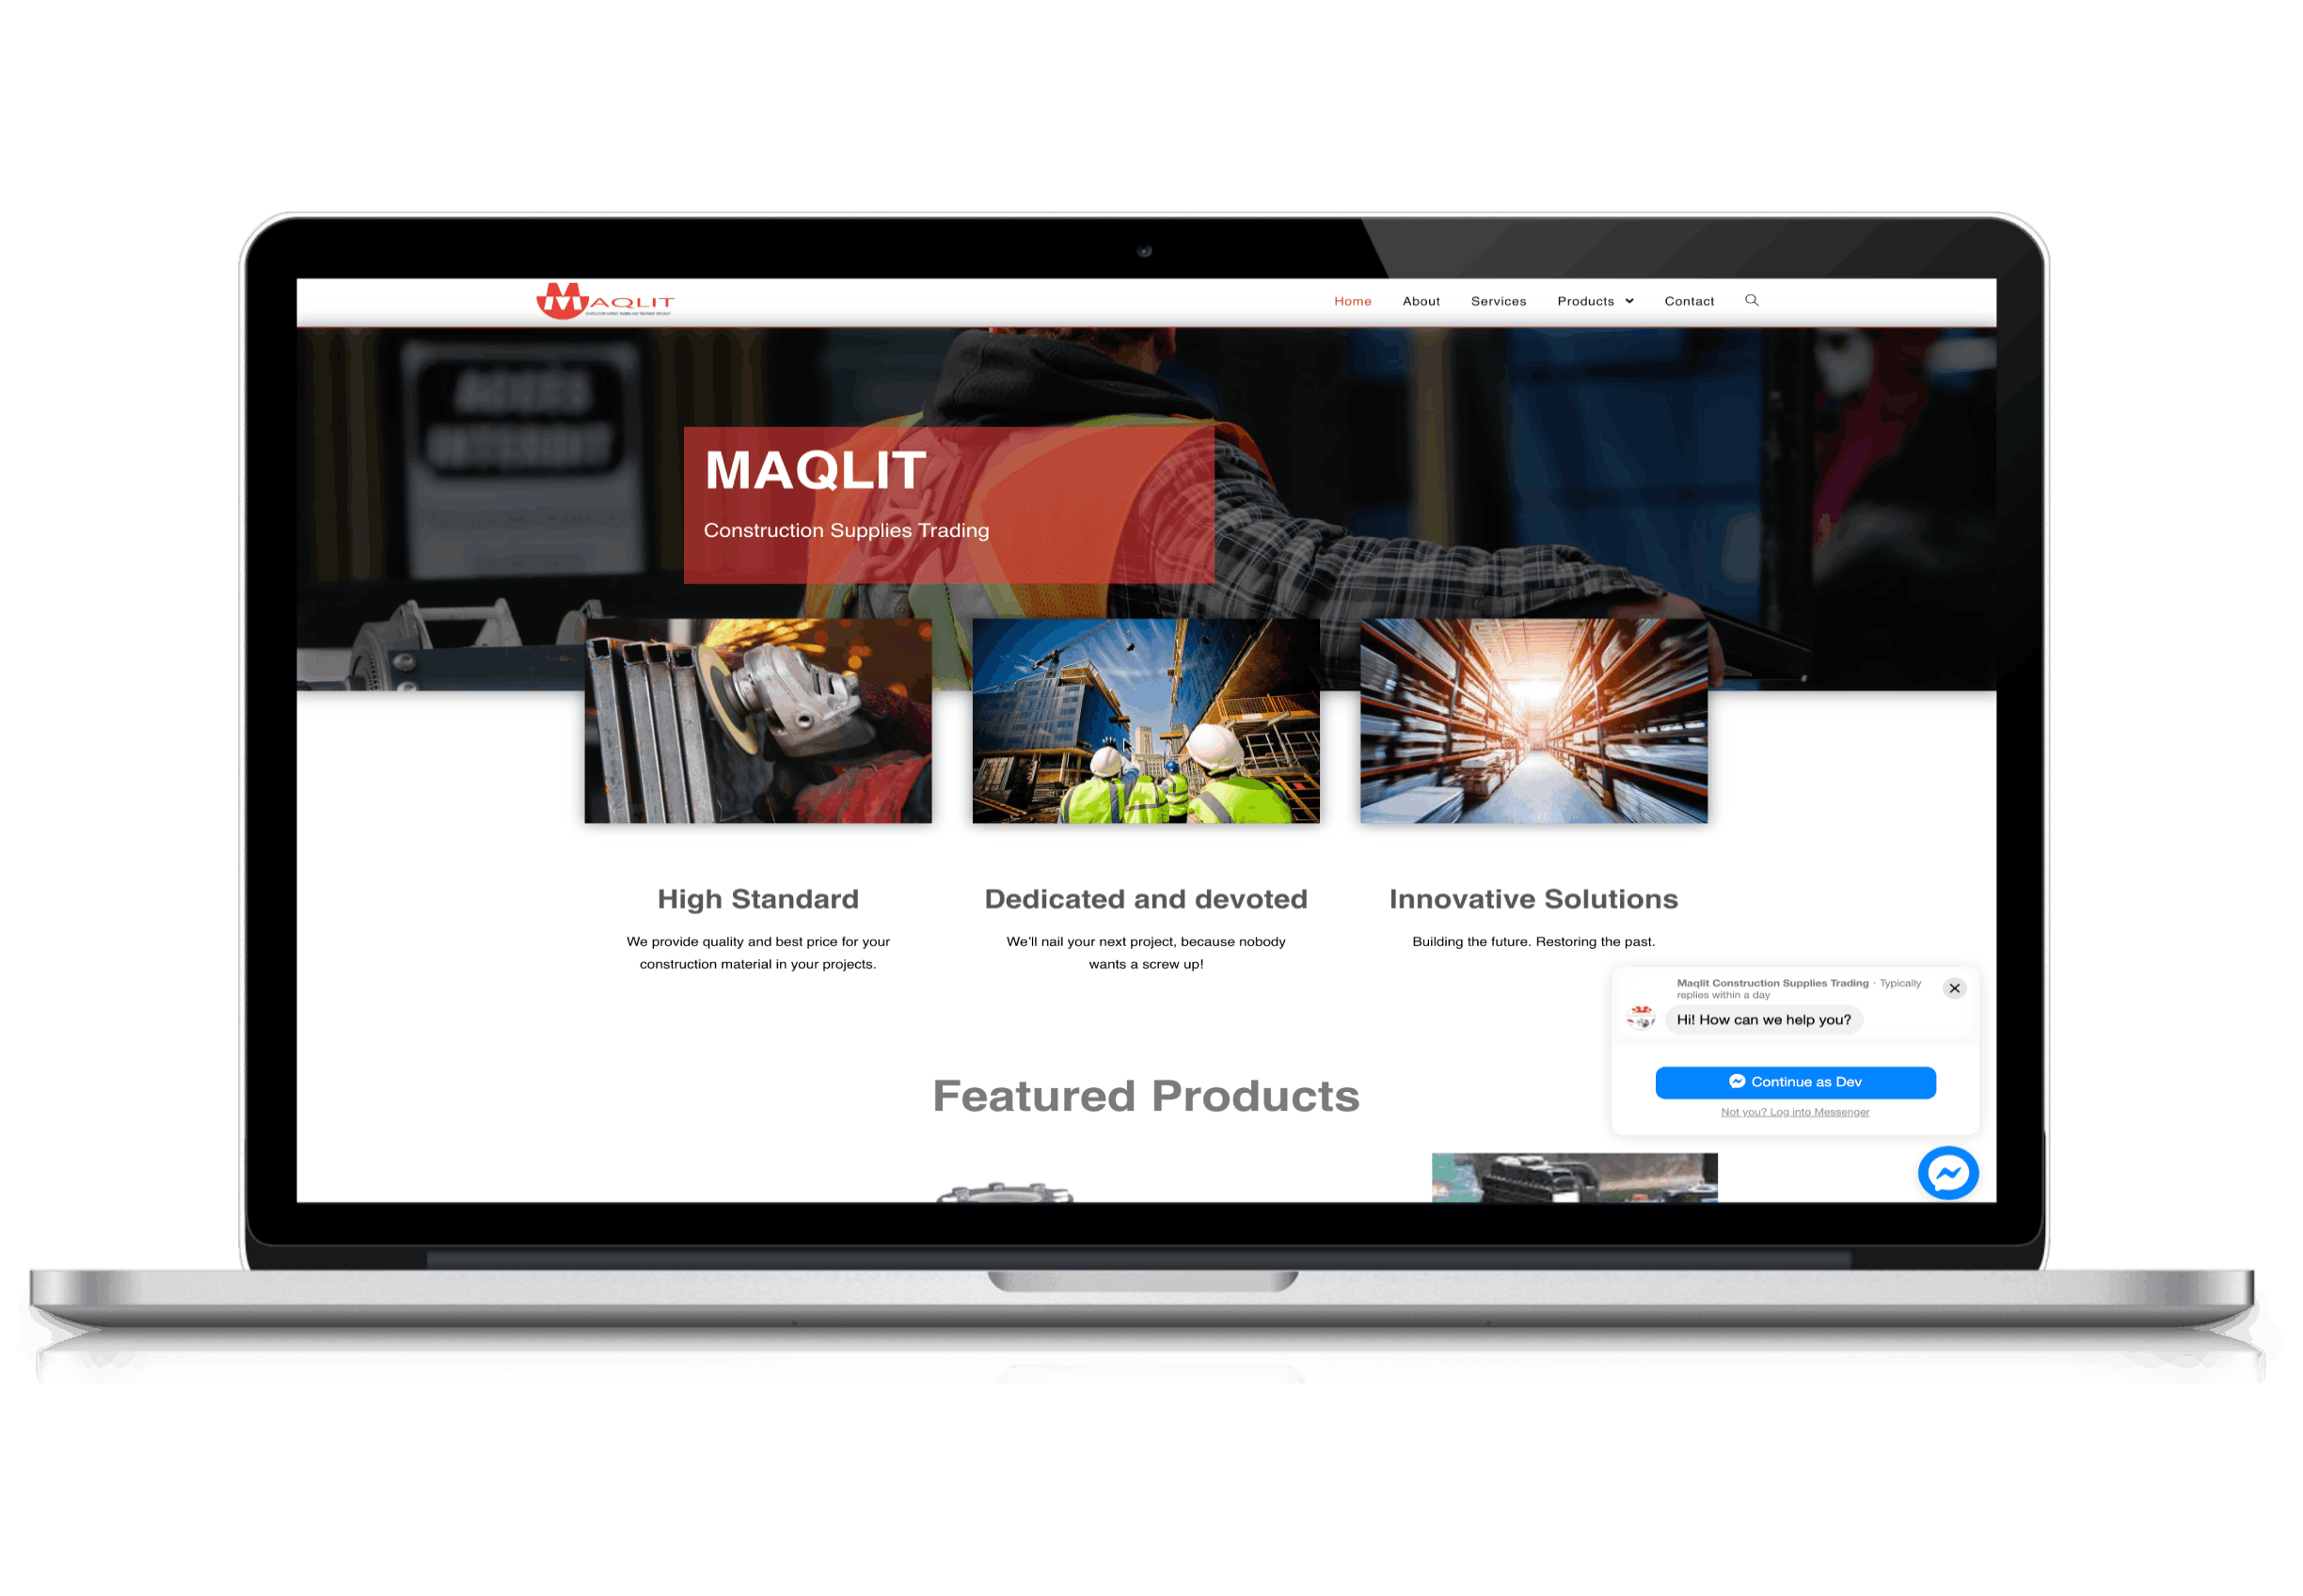 MAQLIT
Home About Services Products Contact
ACCES
INTERDIT
MAQLIT
Construction Supplies Trading
High Standard
We provide quality and best price for your
construction material in your projects.
Dedicated and devoted
We'll nail your next project, because nobody
wants a screw up!
Innovative Solutions
Building the future. Restoring the past.
Maqlit Construction Supplies Trading · Typically
replies within a day
Hi! How can we help you?
Continue as Dev
Not you? Log into Messenger
Featured Products